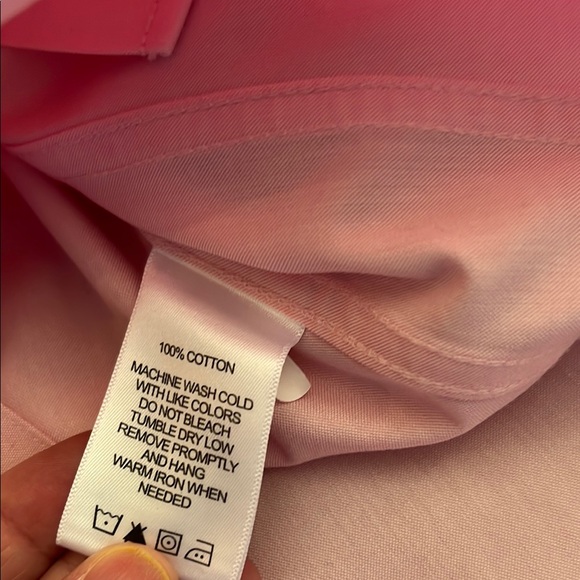 100% COTTON
MACHINE WASH COLD
WITH LIKE COLORS
DO NOT BLEACH
TUMBLE DRY LOW
REMOVE PROMPTLY
AND HANG
WARM IRON WHEN
NEEDED